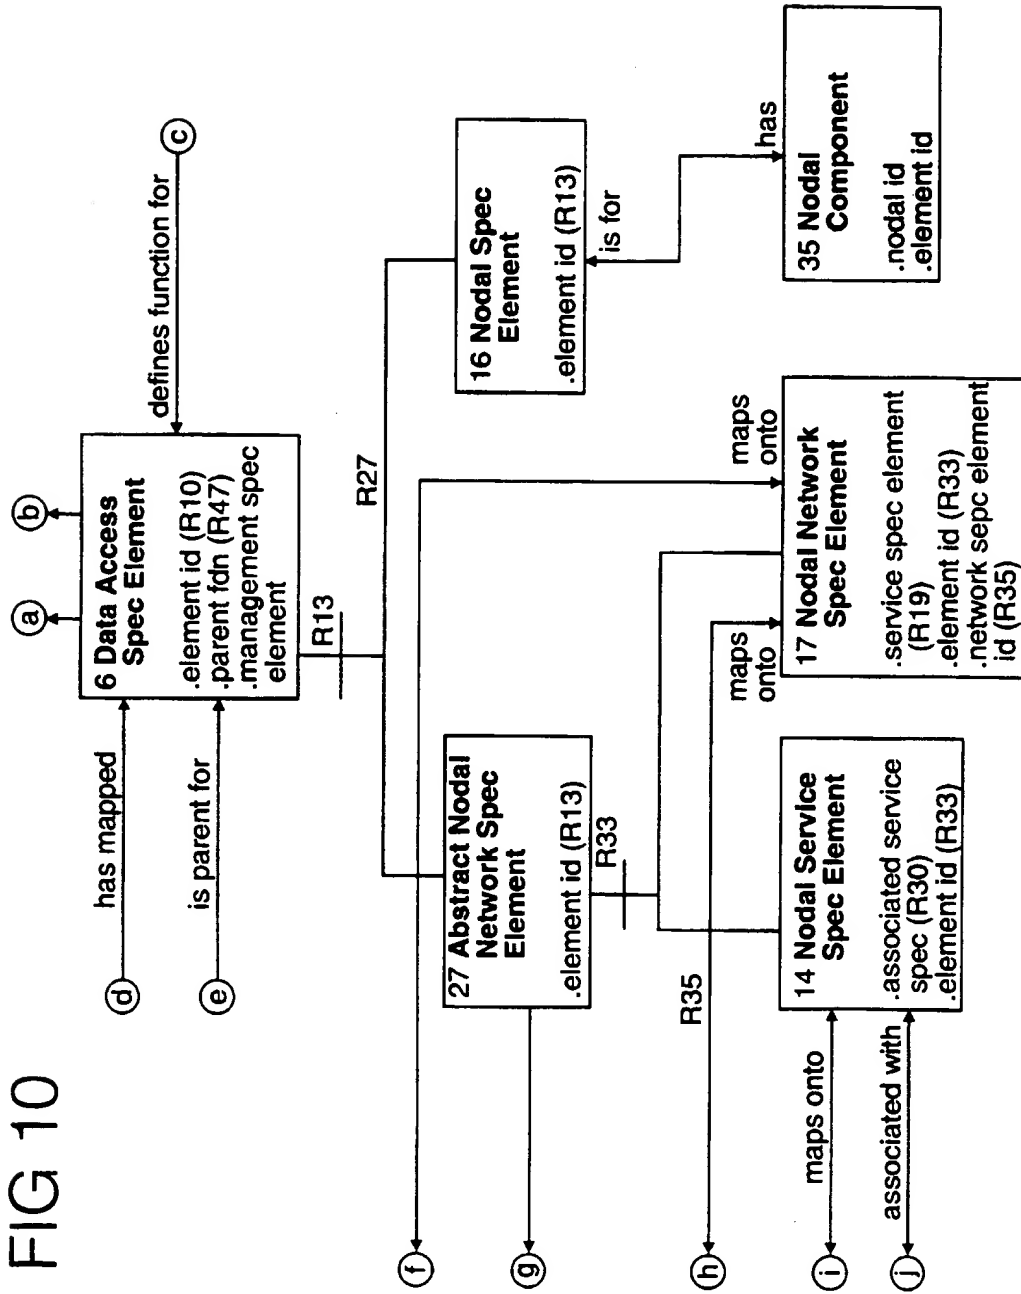 FIG 10
a
b
c
d
has mapped
e
is parent for
6 Data Access
Spec Element
.element id (R10)
.parent fdn (R47)
.management spec
element
defines function for
R13
R27
f
g
27 Abstract Nodal
Network Spec
Element
.element id (R13)
R33
16 Nodal Spec
Element
.element id (R13)
is for
h
R35
maps
onto
maps
onto
has
i
maps onto
j
associated with
14 Nodal Service
Spec Element
.associated service
spec (R30)
.element id (R33)
17 Nodal Network
Spec Element
.service spec element
(R19)
.element id (R33)
.network sepc element
id (R35)
35 Nodal
Component
.nodal id
.element id